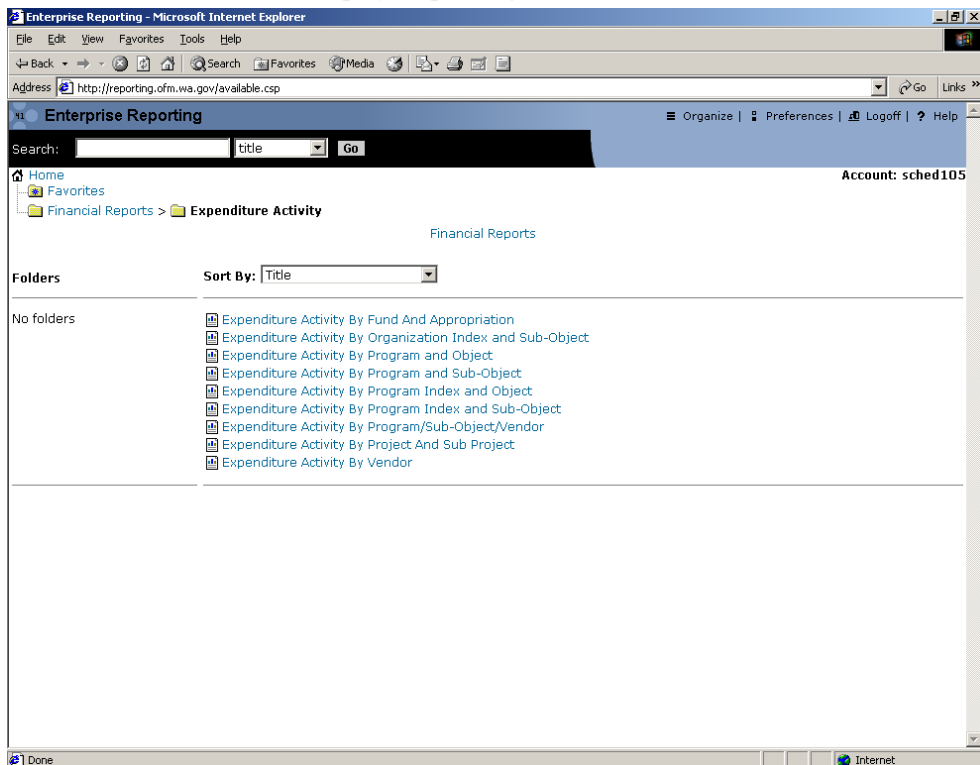 Enterprise Reporting - Microsoft Internet Explorer
File Edit View Favorites Tools Help
Back Search Favorites Media
Address http://reporting.ofm.wa.gov/available.csp Go Links »
Enterprise Reporting Organize | Preferences | Logoff | ? Help
Search: title Go
Home Account: sched105
Favorites
Financial Reports > Expenditure Activity
Financial Reports
Folders Sort By: Title
No folders Expenditure Activity By Fund And Appropriation
Expenditure Activity By Organization Index and Sub-Object
Expenditure Activity By Program and Object
Expenditure Activity By Program and Sub-Object
Expenditure Activity By Program Index and Object
Expenditure Activity By Program Index and Sub-Object
Expenditure Activity By Program/Sub-Object/Vendor
Expenditure Activity By Project And Sub Project
Expenditure Activity By Vendor
Done Internet